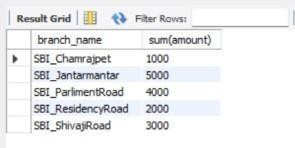 Result Grid Filter Rows:
branch_name sum(amount)
SBI_Chamrajpet 1000
SBI_Jantarmantar 5000
SBI_ParlimentRoad 4000
SBI_ResidencyRoad 2000
SBI_ShivajiRoad 3000